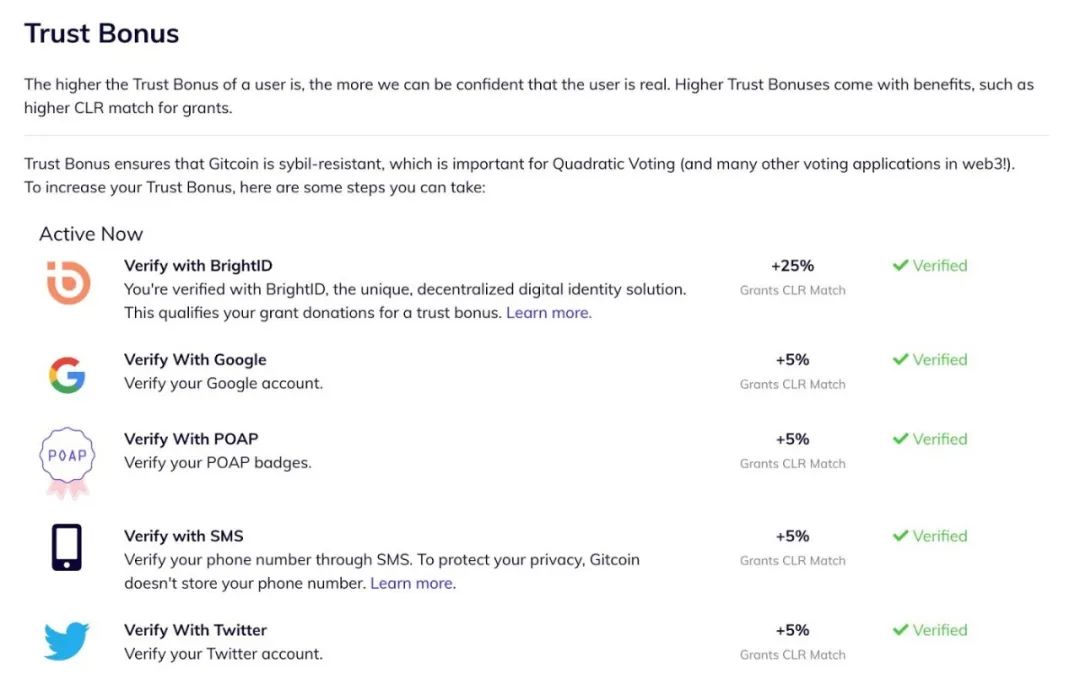 Trust Bonus
The higher the Trust Bonus of a user is, the more we can be confident that the user is real. Higher Trust Bonuses come with benefits, such as
higher CLR match for grants.
Trust Bonus ensures that Gitcoin is sybil-resistant, which is important for Quadratic Voting (and many other voting applications in web3!).
To increase your Trust Bonus, here are some steps you can take:
Active Now
Verify with BrightID
You're verified with BrightID, the unique, decentralized digital identity solution.
This qualifies your grant donations for a trust bonus. Learn more.
+25%
Grants CLR Match
Verified
Verify With Google
Verify your Google account.
+5%
Grants CLR Match
Verified
POAP
Verify With POAP
Verify your POAP badges.
+5%
Grants CLR Match
Verified
Verify with SMS
Verify your phone number through SMS. To protect your privacy, Gitcoin
doesn't store your phone number. Learn more.
+5%
Grants CLR Match
Verified
Verify With Twitter
Verify your Twitter account.
+5%
Grants CLR Match
Verified